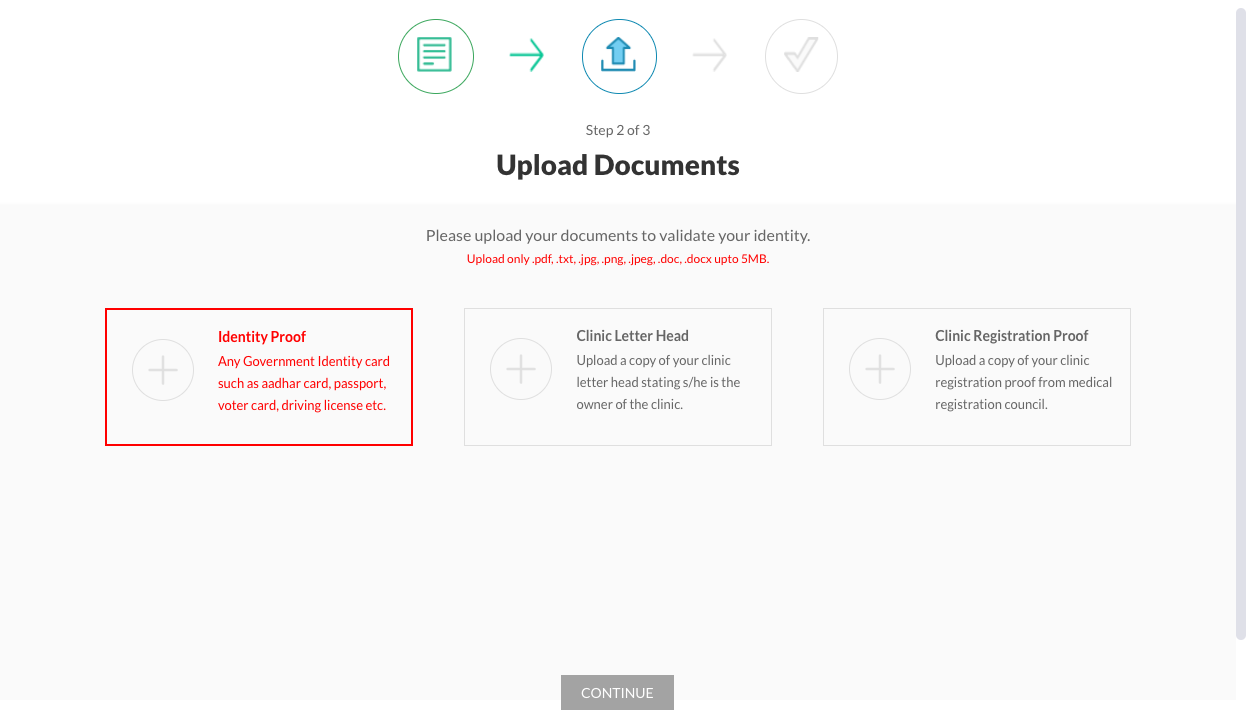 Step 2 of 3
Upload Documents
Please upload your documents to validate your identity.
Upload only .pdf, .txt, .jpg, .png, .jpeg, .doc, .docx upto 5MB.
Identity Proof
Any Government Identity card
such as aadhar card, passport,
voter card, driving license etc.
Clinic Letter Head
Upload a copy of your clinic
letter head stating s/he is the
owner of the clinic.
Clinic Registration Proof
Upload a copy of your clinic
registration proof from medical
registration council.
CONTINUE